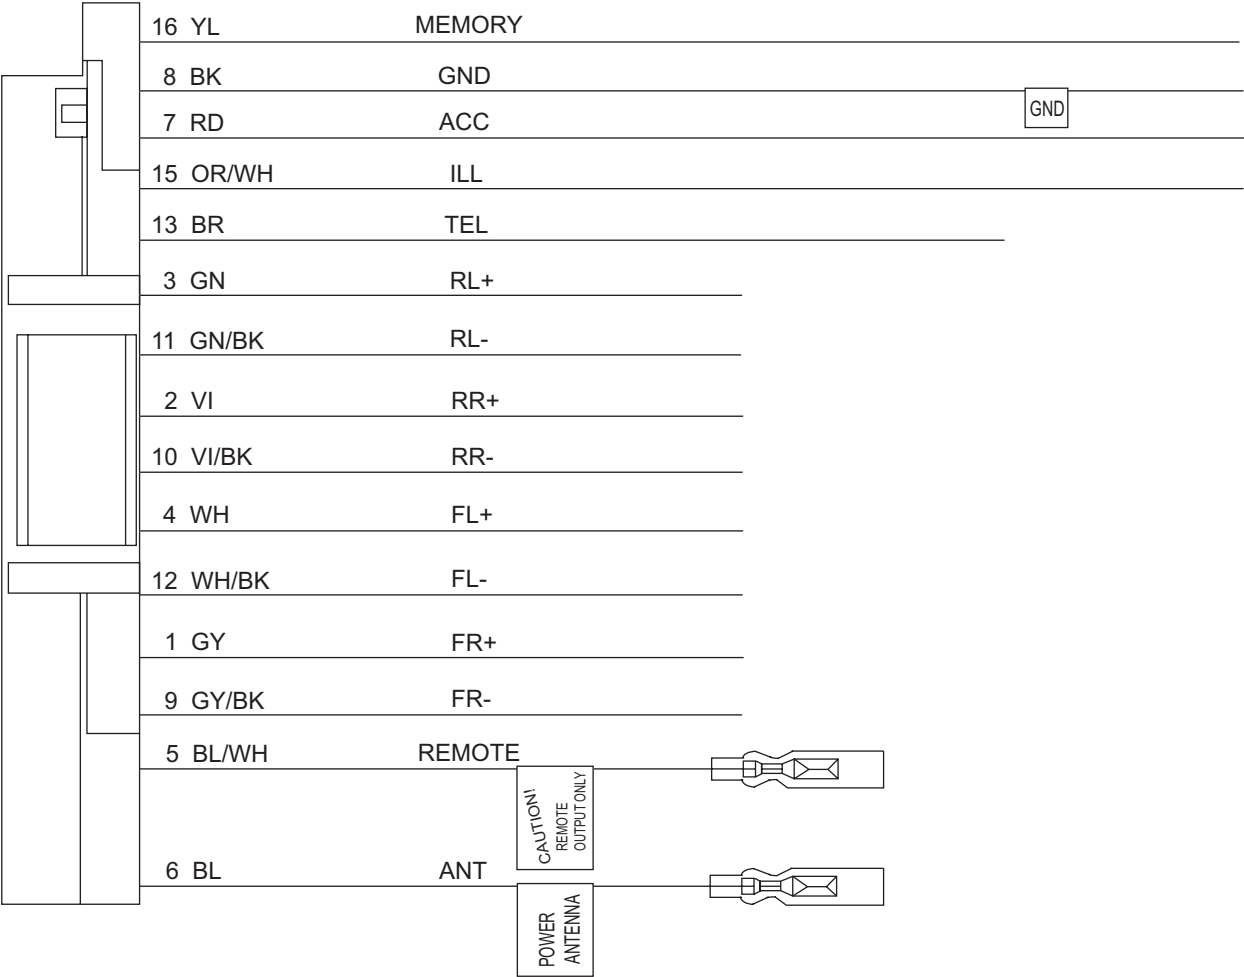 16 YL MEMORY
8 BK GND
GND
7 RD ACC
15 OR/WH ILL
13 BR TEL
3 GN RL+
11 GN/BK RL-
2 VI RR+
10 VI/BK RR-
4 WH FL+
12 WH/BK FL-
1 GY FR+
9 GY/BK FR-
5 BL/WH REMOTE
CAUTION!
REMOTE
OUTPUT ONLY
6 BL ANT
POWER
ANTENNA